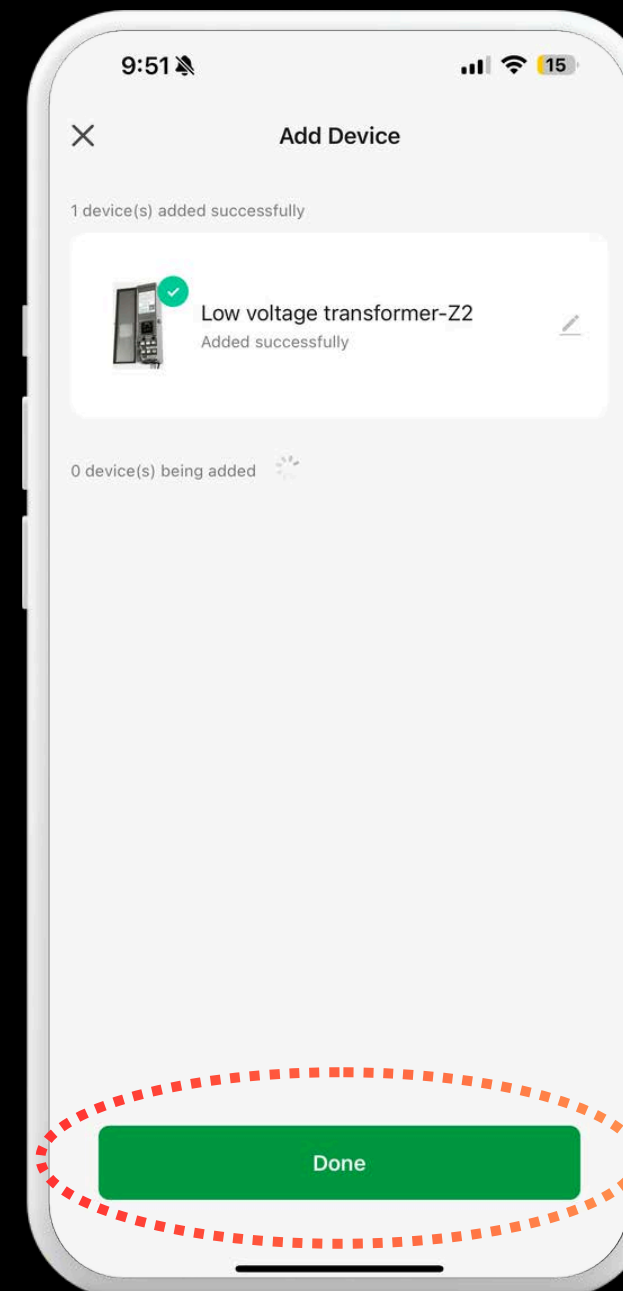 9:51
15
Add Device
1 device(s) added successfully
Low voltage transformer-Z2
Added successfully
0 device(s) being added
Done